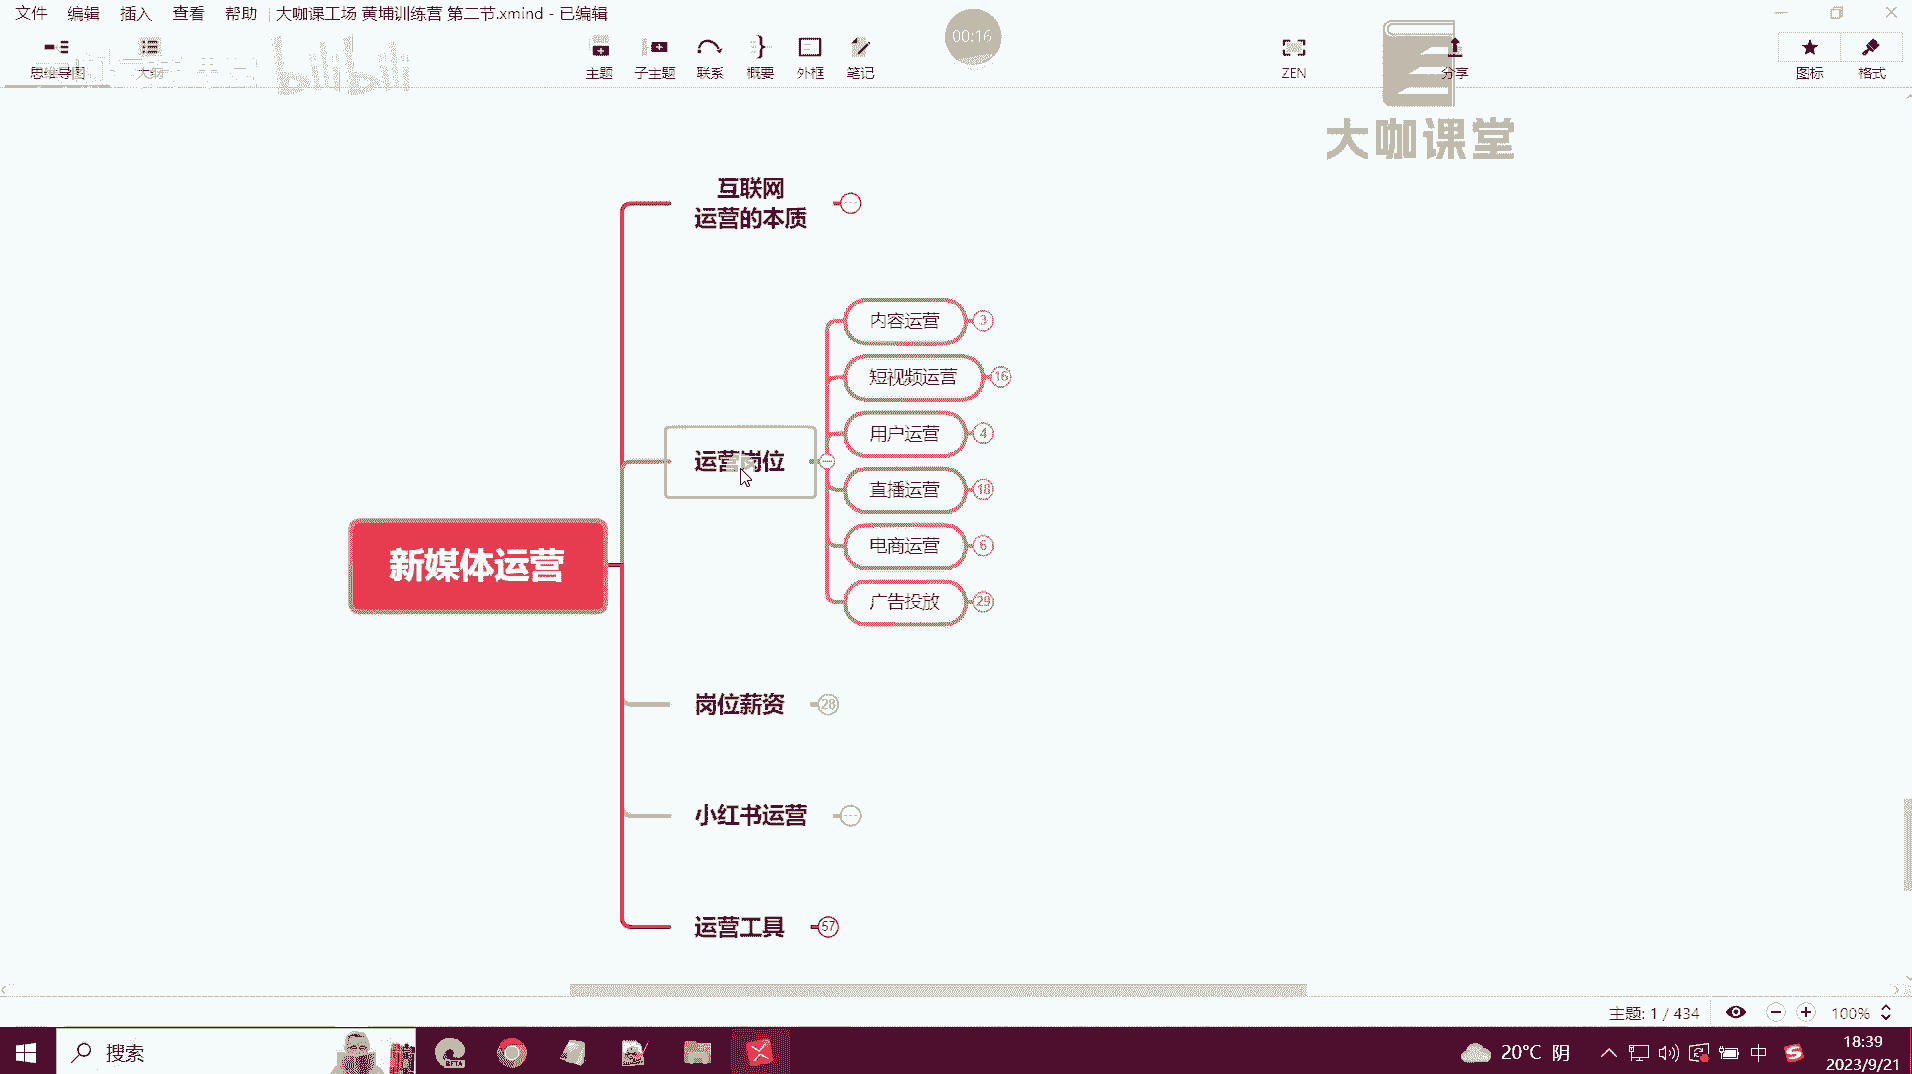 文件 编辑 插入 查看 帮助 大咖课工场 黄埔训练营 第二节.xmind - 已编辑
思维导图 大纲 主题 子主题 联系 概要 外框 笔记 00:16 ZEN 分享 图标 格式
bilibili
大咖课堂
互联网
运营的本质
内容运营 3
短视频运营 16
用户运营 4
运营岗位
直播运营 18
电商运营 6
新媒体运营
广告投放 29
岗位薪资 28
小红书运营
运营工具 57
主题: 1 / 434 100%
搜索 BETA 20°C 阴 中 18:39
2023/9/21